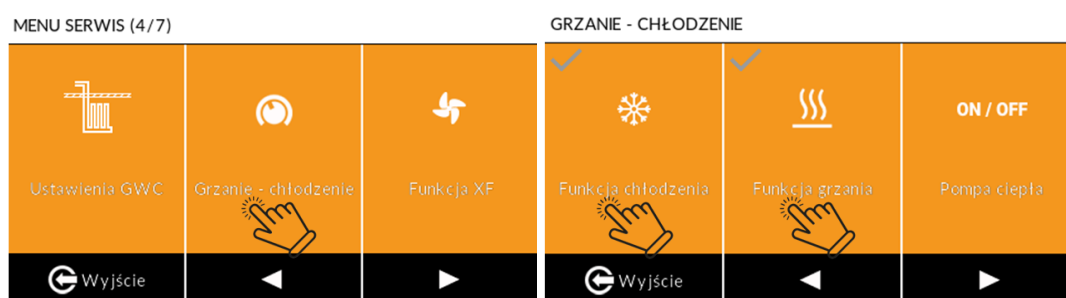 MENU SERWIS (4/7)
Ustawienia GWC
Grzanie - chłodzenie
Funkcja XF
Wyjście
GRZANIE - CHŁODZENIE
Funkcja chłodzenia
Funkcja grzania
ON / OFF
Pompa ciepła
Wyjście